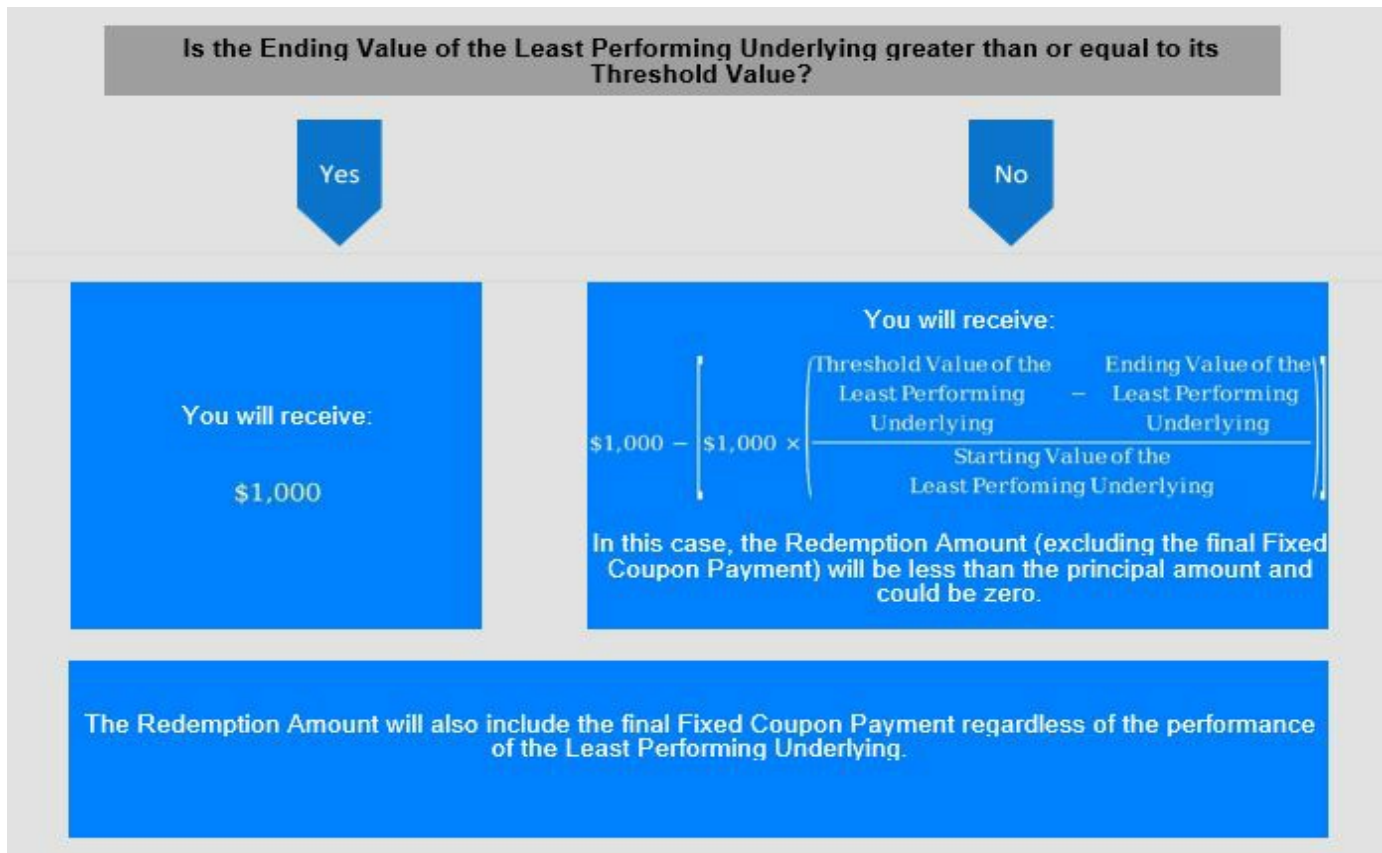 Is the Ending Value of the Least Performing Underlying greater than or equal to its
Threshold Value?
Yes
No
You will receive:
$1,000
You will receive:
$1,000 − [$1,000 × (
Threshold Value of the
Least Performing
Underlying
−
Ending Value of the
Least Performing
Underlying
Starting Value of the
Least Perfoming Underlying
)]
In this case, the Redemption Amount (excluding the final Fixed
Coupon Payment) will be less than the principal amount and
could be zero.
The Redemption Amount will also include the final Fixed Coupon Payment regardless of the performance
of the Least Performing Underlying.